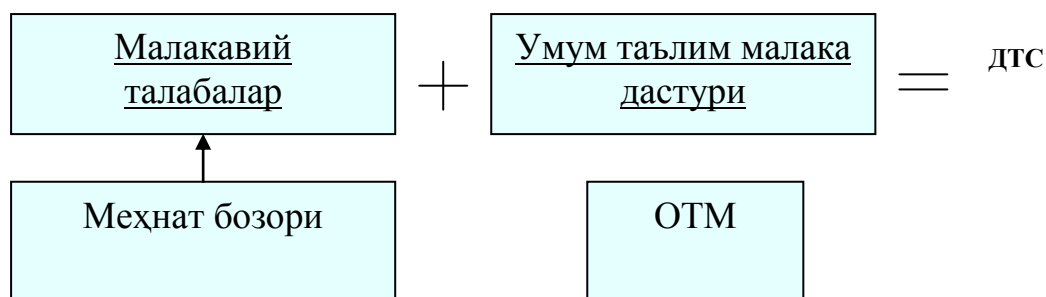 Малакавий
талабалар
+
Умум таълим малака
дастури
=
ДТС
Меҳнат бозори
ОТМ